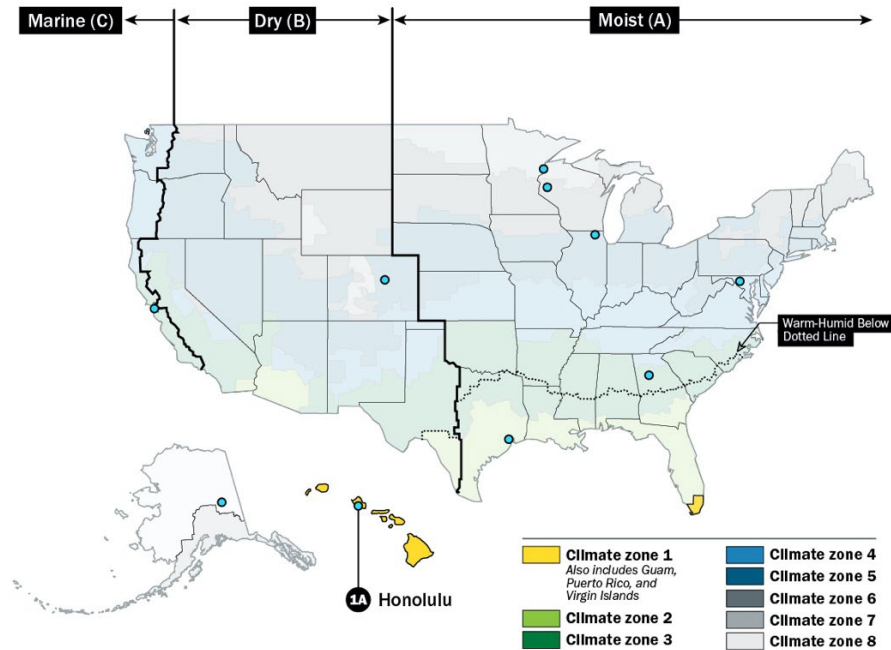 Marine (C)
Dry (B)
Moist (A)
Warm-Humid Below
Dotted Line
1A Honolulu
Climate zone 1
Also includes Guam,
Puerto Rico, and
Virgin Islands
Climate zone 2
Climate zone 3
Climate zone 4
Climate zone 5
Climate zone 6
Climate zone 7
Climate zone 8